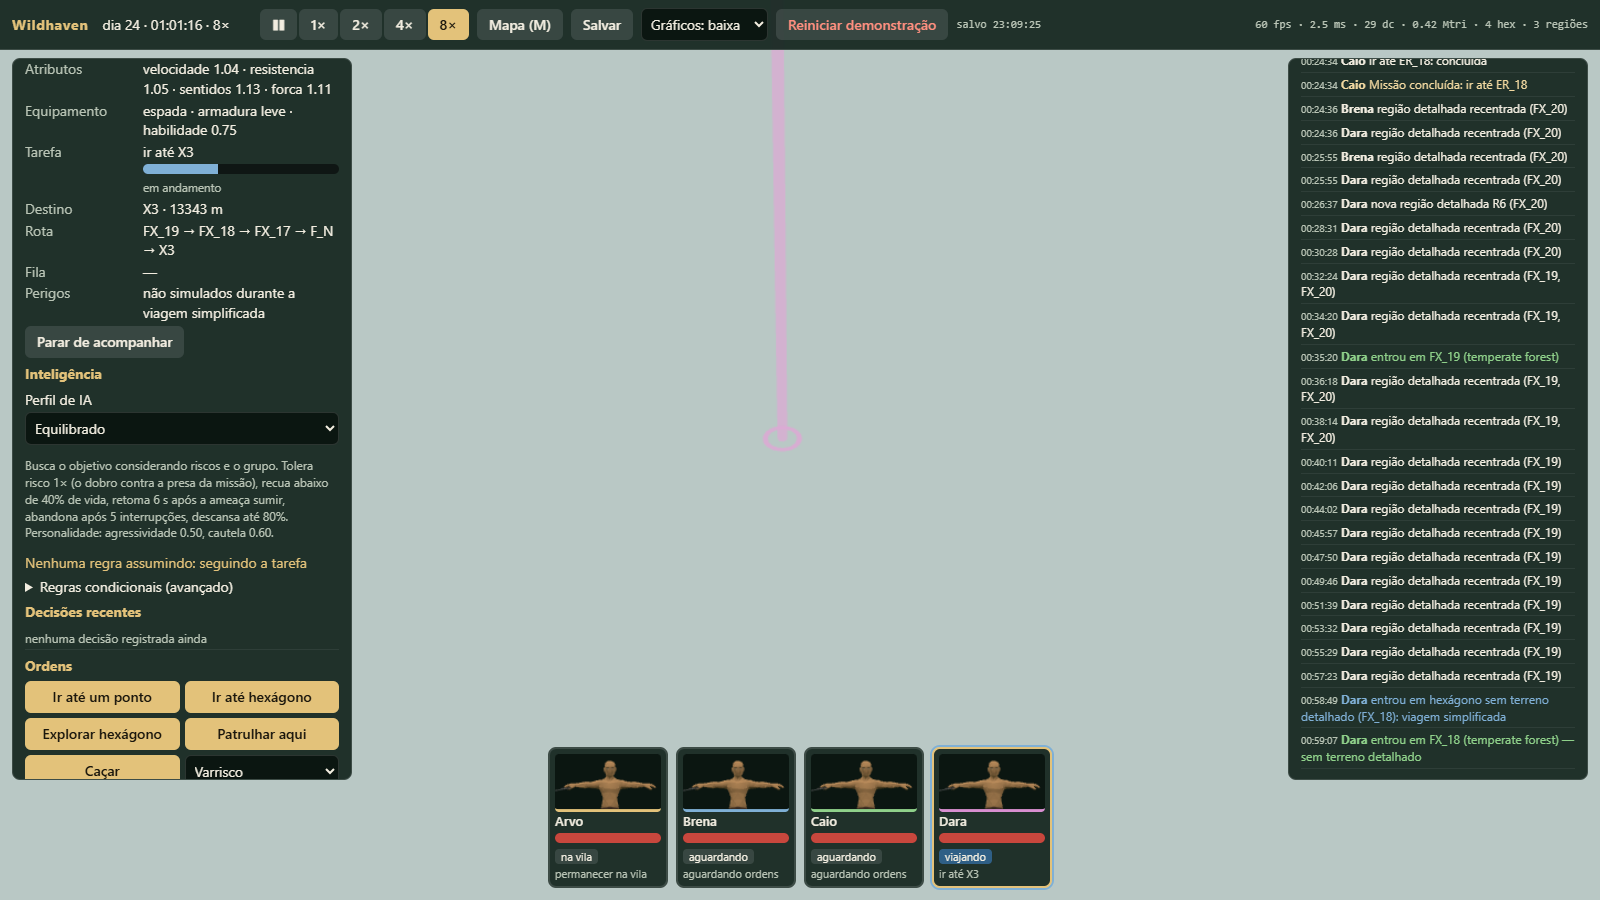 Wildhaven dia 24 · 01:01:16 · 8× 1× 2× 4× 8× Mapa (M) Salvar Gráficos: baixa Reiniciar demonstração salvo 23:09:25 60 fps · 2.5 ms · 29 dc · 0.42 Mtri · 4 hex · 3 regiões
Atributos velocidade 1.04 · resistencia
1.05 · sentidos 1.13 · forca 1.11
Equipamento espada · armadura leve ·
habilidade 0.75
Tarefa ir até X3
em andamento
Destino X3 · 13343 m
Rota FX_19 → FX_18 → FX_17 → F_N
→ X3
Fila —
Perigos não simulados durante a
viagem simplificada
Parar de acompanhar
Inteligência
Perfil de IA
Equilibrado
Busca o objetivo considerando riscos e o grupo. Tolera
risco 1× (o dobro contra a presa da missão), recua abaixo
de 40% de vida, retoma 6 s após a ameaça sumir,
abandona após 5 interrupções, descansa até 80%.
Personalidade: agressividade 0.50, cautela 0.60.
Nenhuma regra assumindo: seguindo a tarefa
▶ Regras condicionais (avançado)
Decisões recentes
nenhuma decisão registrada ainda
Ordens
Ir até um ponto Ir até hexágono
Explorar hexágono Patrulhar aqui
Caçar Varrisco
Arvo
na vila
permanecer na vila
Brena
aguardando
aguardando ordens
Caio
aguardando
aguardando ordens
Dara
viajando
ir até X3
00:24:34 Caio ir até ER_18: concluída
00:24:34 Caio Missão concluída: ir até ER_18
00:24:36 Brena região detalhada recentrada (FX_20)
00:24:36 Dara região detalhada recentrada (FX_20)
00:25:55 Brena região detalhada recentrada (FX_20)
00:25:55 Dara região detalhada recentrada (FX_20)
00:26:37 Dara nova região detalhada R6 (FX_20)
00:28:31 Dara região detalhada recentrada (FX_20)
00:30:28 Dara região detalhada recentrada (FX_20)
00:32:24 Dara região detalhada recentrada (FX_19,
FX_20)
00:34:20 Dara região detalhada recentrada (FX_19,
FX_20)
00:35:20 Dara entrou em FX_19 (temperate forest)
00:36:18 Dara região detalhada recentrada (FX_19,
FX_20)
00:38:14 Dara região detalhada recentrada (FX_19,
FX_20)
00:40:11 Dara região detalhada recentrada (FX_19)
00:42:06 Dara região detalhada recentrada (FX_19)
00:44:02 Dara região detalhada recentrada (FX_19)
00:45:57 Dara região detalhada recentrada (FX_19)
00:47:50 Dara região detalhada recentrada (FX_19)
00:49:46 Dara região detalhada recentrada (FX_19)
00:51:39 Dara região detalhada recentrada (FX_19)
00:53:32 Dara região detalhada recentrada (FX_19)
00:55:29 Dara região detalhada recentrada (FX_19)
00:57:23 Dara região detalhada recentrada (FX_19)
00:58:49 Dara entrou em hexágono sem terreno
detalhado (FX_18): viagem simplificada
00:59:07 Dara entrou em FX_18 (temperate forest) —
sem terreno detalhado